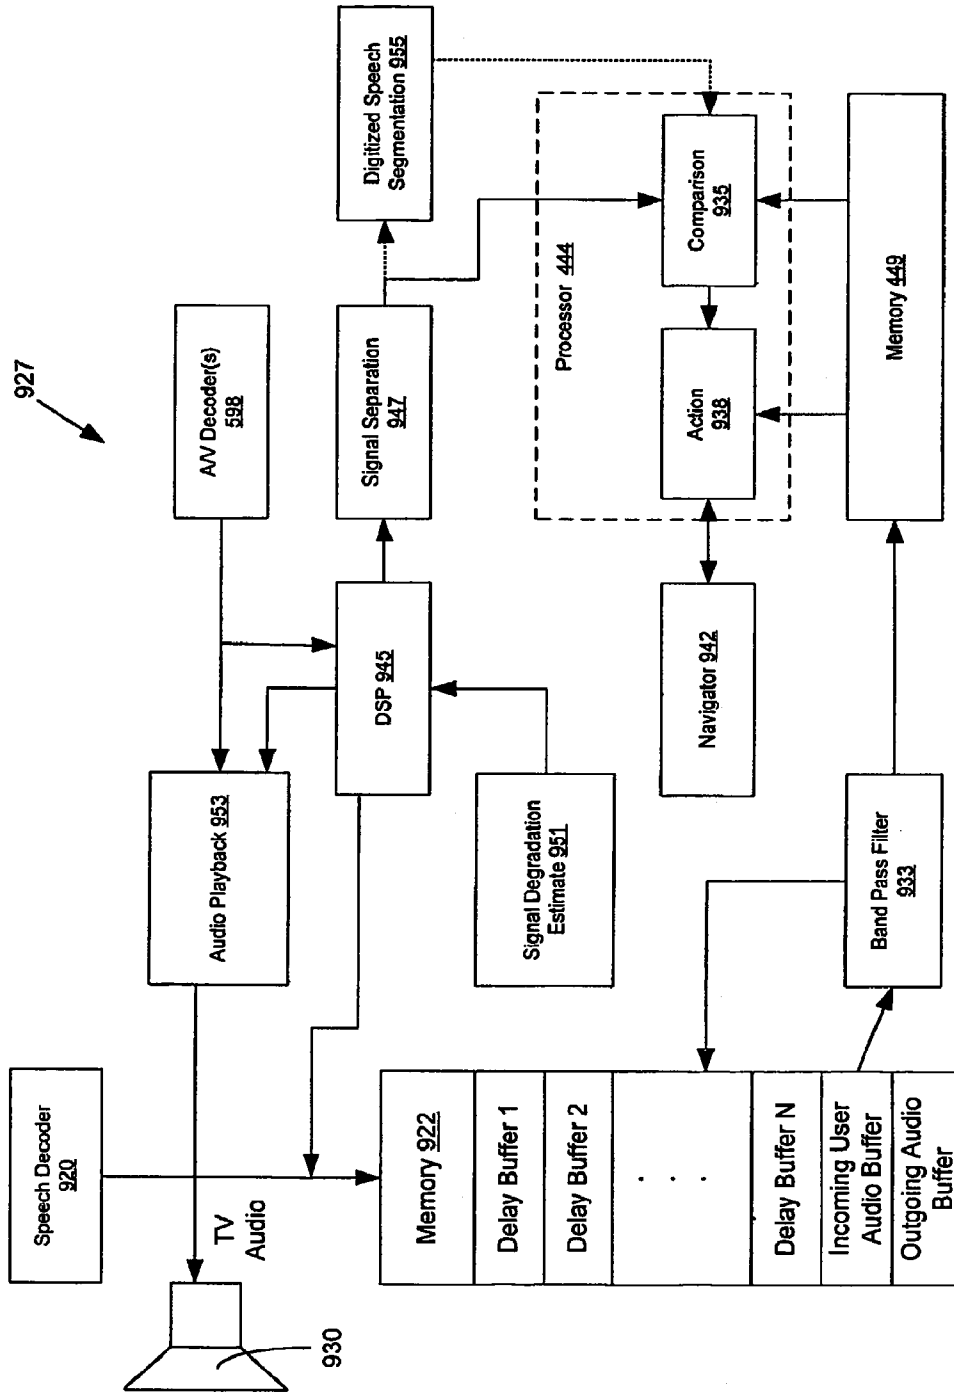 927
Speech Decoder
920
TV
Audio
930
Audio Playback 953
A/V Decoder(s)
598
DSP 945
Signal Separation
947
Digitized Speech
Segmentation 955
Signal Degradation
Estimate 951
Processor 444
Comparison
935
Action
938
Navigator 942
Memory 449
Band Pass Filter
933
Memory 922
Delay Buffer 1
Delay Buffer 2
. . .
Delay Buffer N
Incoming User
Audio Buffer
Outgoing Audio
Buffer